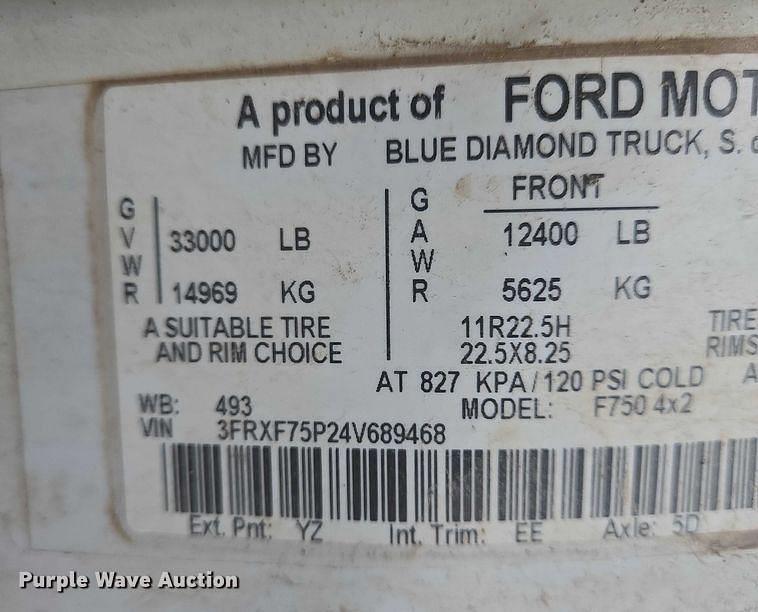 A product of FORD
MFD BY BLUE DIAMOND TRUCK, S.
GVWR 33000 LB GAWR FRONT 12400 LB
14969 KG 5625 KG
A SUITABLE TIRE 11R22.5H TIRE
AND RIM CHOICE 22.5X8.25 RIMS
AT 827 KPA/120 PSI COLD
WB: 493 MODEL: F750 4x2
VIN 3FRXF75P24V689468
Ext. Pnt: YZ Int. Trim: EE Axle: 5D
Purple Wave Auction